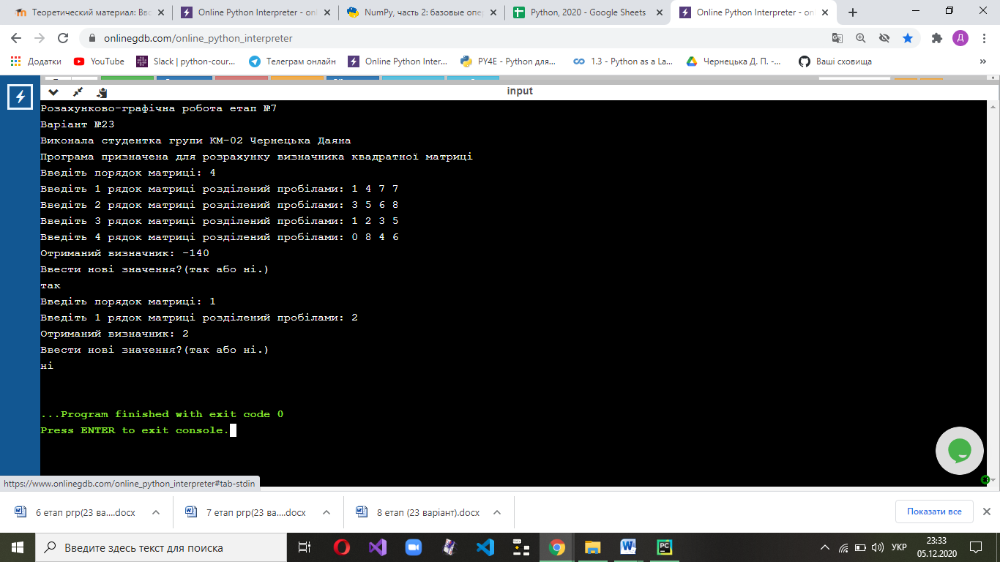 Теоретический материал: Вво
Online Python Interpreter - onl
NumPy, часть 2: базовые опер
Python, 2020 - Google Sheets
Online Python Interpreter - onl
onlinegdb.com/online_python_interpreter
Д
Додатки
YouTube
Slack | python-cour...
Телеграм онлайн
Online Python Inter...
PY4E - Python для...
1.3 - Python as a La...
Чернецька Д. П. -...
Ваші сховища
»
input
Розахунково-графічна робота етап №7
Варіант №23
Виконала студентка групи КМ-02 Чернецька Даяна
Програма призначена для розрахунку визначника квадратної матриці
Введіть порядок матриці: 4
Введіть 1 рядок матриці розділений пробілами: 1 4 7 7
Введіть 2 рядок матриці розділений пробілами: 3 5 6 8
Введіть 3 рядок матриці розділений пробілами: 1 2 3 5
Введіть 4 рядок матриці розділений пробілами: 0 8 4 6
Отриманий визначник: -140
Ввести нові значення?(так або ні.)
так
Введіть порядок матриці: 1
Введіть 1 рядок матриці розділений пробілами: 2
Отриманий визначник: 2
Ввести нові значення?(так або ні.)
ні
...Program finished with exit code 0
Press ENTER to exit console.
https://www.onlinegdb.com/online_python_interpreter#tab-stdin
6 етап ргр(23 ва....docx
7 етап ргр(23 ва....docx
8 етап (23 варіант).docx
Показати все
Введите здесь текст для поиска
УКР
23:33
05.12.2020